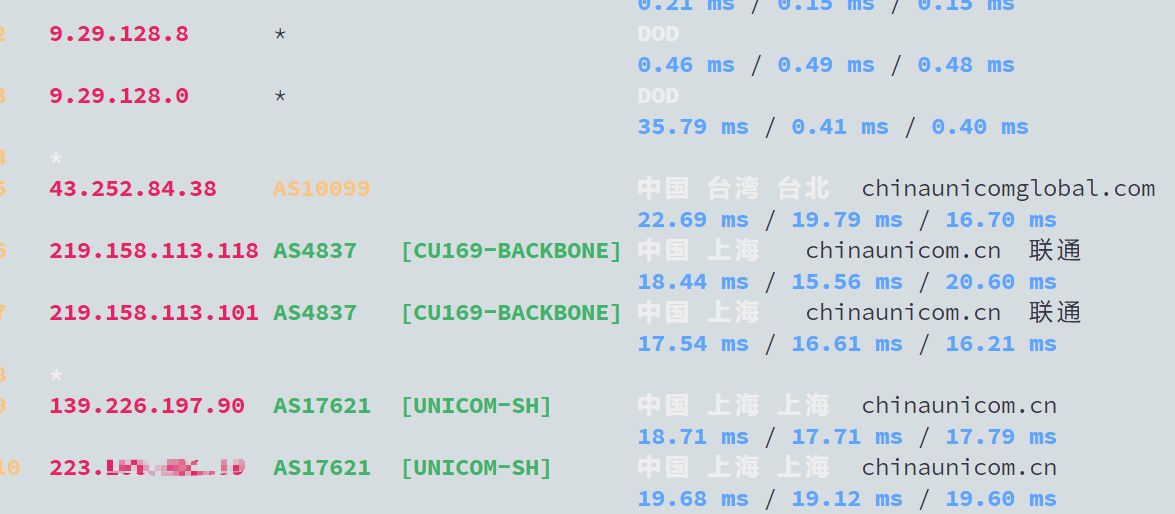 0.21 ms / 0.15 ms / 0.15 ms
2 9.29.128.8 * DOD
0.46 ms / 0.49 ms / 0.48 ms
3 9.29.128.0 * DOD
35.79 ms / 0.41 ms / 0.40 ms
4 *
5 43.252.84.38 AS10099 中国 台湾 台北 chinaunicomglobal.com
22.69 ms / 19.79 ms / 16.70 ms
6 219.158.113.118 AS4837 [CU169-BACKBONE] 中国 上海 chinaunicom.cn 联通
18.44 ms / 15.56 ms / 20.60 ms
7 219.158.113.101 AS4837 [CU169-BACKBONE] 中国 上海 chinaunicom.cn 联通
17.54 ms / 16.61 ms / 16.21 ms
8 *
9 139.226.197.90 AS17621 [UNICOM-SH] 中国 上海 上海 chinaunicom.cn
18.71 ms / 17.71 ms / 17.79 ms
10 223. AS17621 [UNICOM-SH] 中国 上海 上海 chinaunicom.cn
19.68 ms / 19.12 ms / 19.60 ms